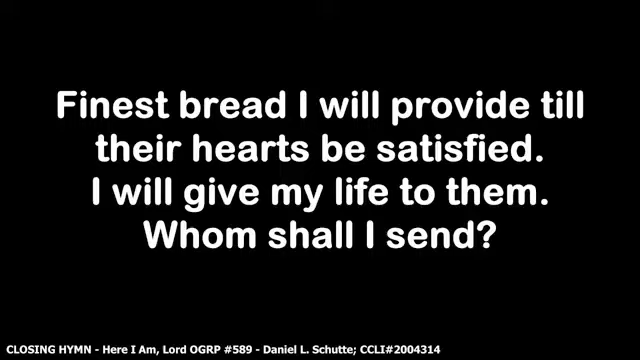 Finest bread I will provide till
their hearts be satisfied.
I will give my life to them.
Whom shall I send?
CLOSING HYMN - Here I Am, Lord OGRP #589 - Daniel L. Schutte; CCLI#2004314